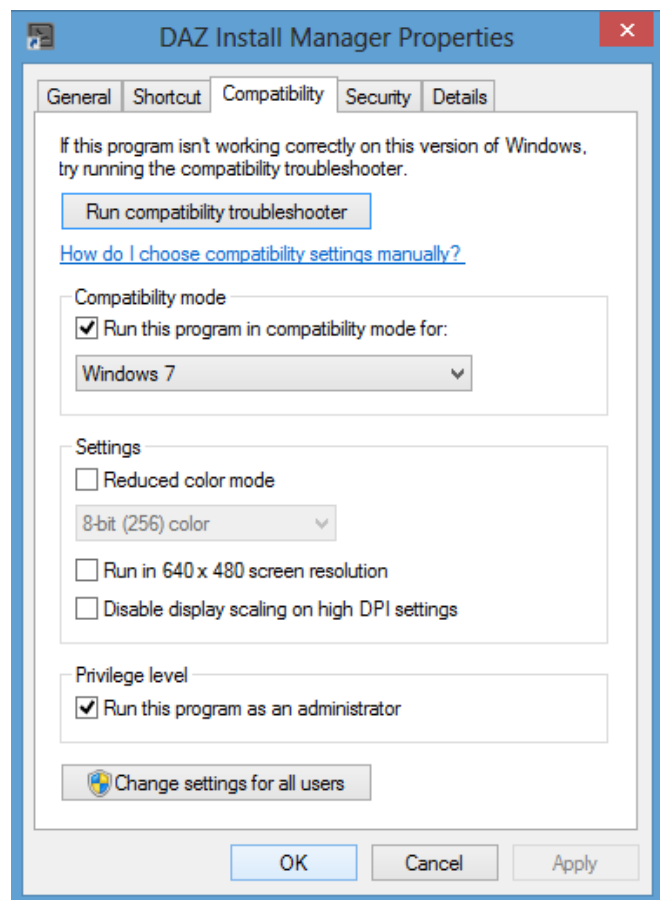 DAZ Install Manager Properties
General Shortcut Compatibility Security Details
If this program isn't working correctly on this version of Windows,
try running the compatibility troubleshooter.
Run compatibility troubleshooter
How do I choose compatibility settings manually?
Compatibility mode
Run this program in compatibility mode for:
Windows 7
Settings
Reduced color mode
8-bit (256) color
Run in 640 x 480 screen resolution
Disable display scaling on high DPI settings
Privilege level
Run this program as an administrator
Change settings for all users
OK Cancel Apply